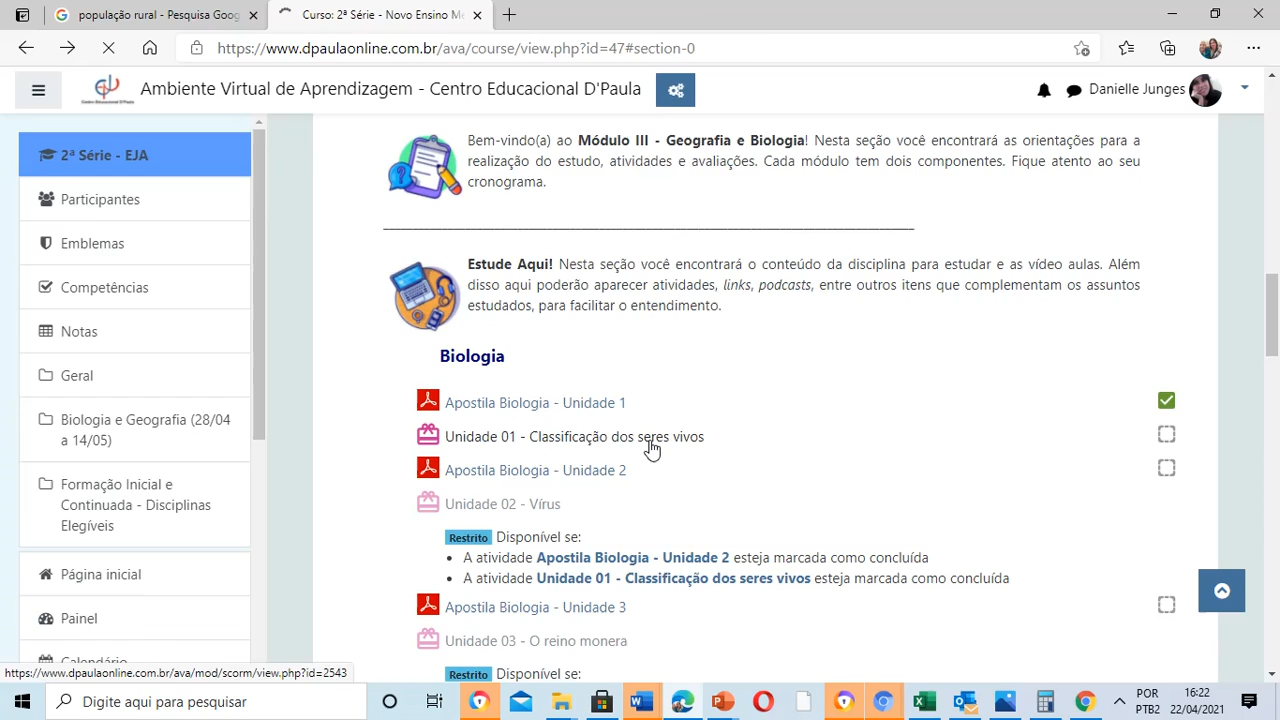 rural - Pesquisa Goog
Curso: 2ª Série - Novo Ensino Me
https://www.dpaulaonline.com.br/ava/course/view.php?id=47#section-0
Centro Educacional D'Paula
Ambiente Virtual de Aprendizagem - Centro Educacional D'Paula
Danielle Junges
2ª Série - EJA
Participantes
Emblemas
Competências
Notas
Geral
Biologia e Geografia (28/04
a 14/05)
Formação Inicial e
Continuada - Disciplinas
Elegíveis
Página inicial
Painel
Calendário
Bem-vindo(a) ao Módulo III - Geografia e Biologia! Nesta seção você encontrará as orientações para a
realização do estudo, atividades e avaliações. Cada módulo tem dois componentes. Fique atento ao seu
cronograma.
Estude Aqui! Nesta seção você encontrará o conteúdo da disciplina para estudar e as vídeo aulas. Além
disso aqui poderão aparecer atividades, links, podcasts, entre outros itens que complementam os assuntos
estudados, para facilitar o entendimento.
Biologia
Apostila Biologia - Unidade 1
Unidade 01 - Classificação dos seres vivos
Apostila Biologia - Unidade 2
Unidade 02 - Vírus
Restrito Disponível se:
• A atividade Apostila Biologia - Unidade 2 esteja marcada como concluída
• A atividade Unidade 01 - Classificação dos seres vivos esteja marcada como concluída
Apostila Biologia - Unidade 3
Unidade 03 - O reino monera
Restrito Disponível se:
https://www.dpaulaonline.com.br/ava/mod/scorm/view.php?id=2543
Digite aqui para pesquisar
POR
PTB2
16:22
22/04/2021